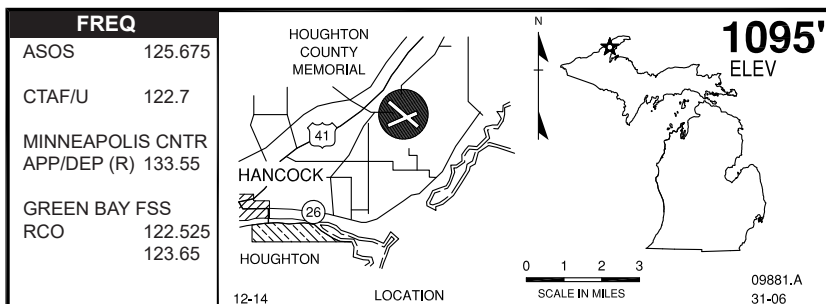 FREQ
ASOS 125.675
CTAF/U 122.7
MINNEAPOLIS CNTR
APP/DEP (R) 133.55
GREEN BAY FSS
RCO 122.525
123.65
HOUGHTON
COUNTY
MEMORIAL
41
HANCOCK
26
HOUGHTON
12-14
LOCATION
N
1095'
ELEV
0 1 2 3
SCALE IN MILES
09881.A
31-06